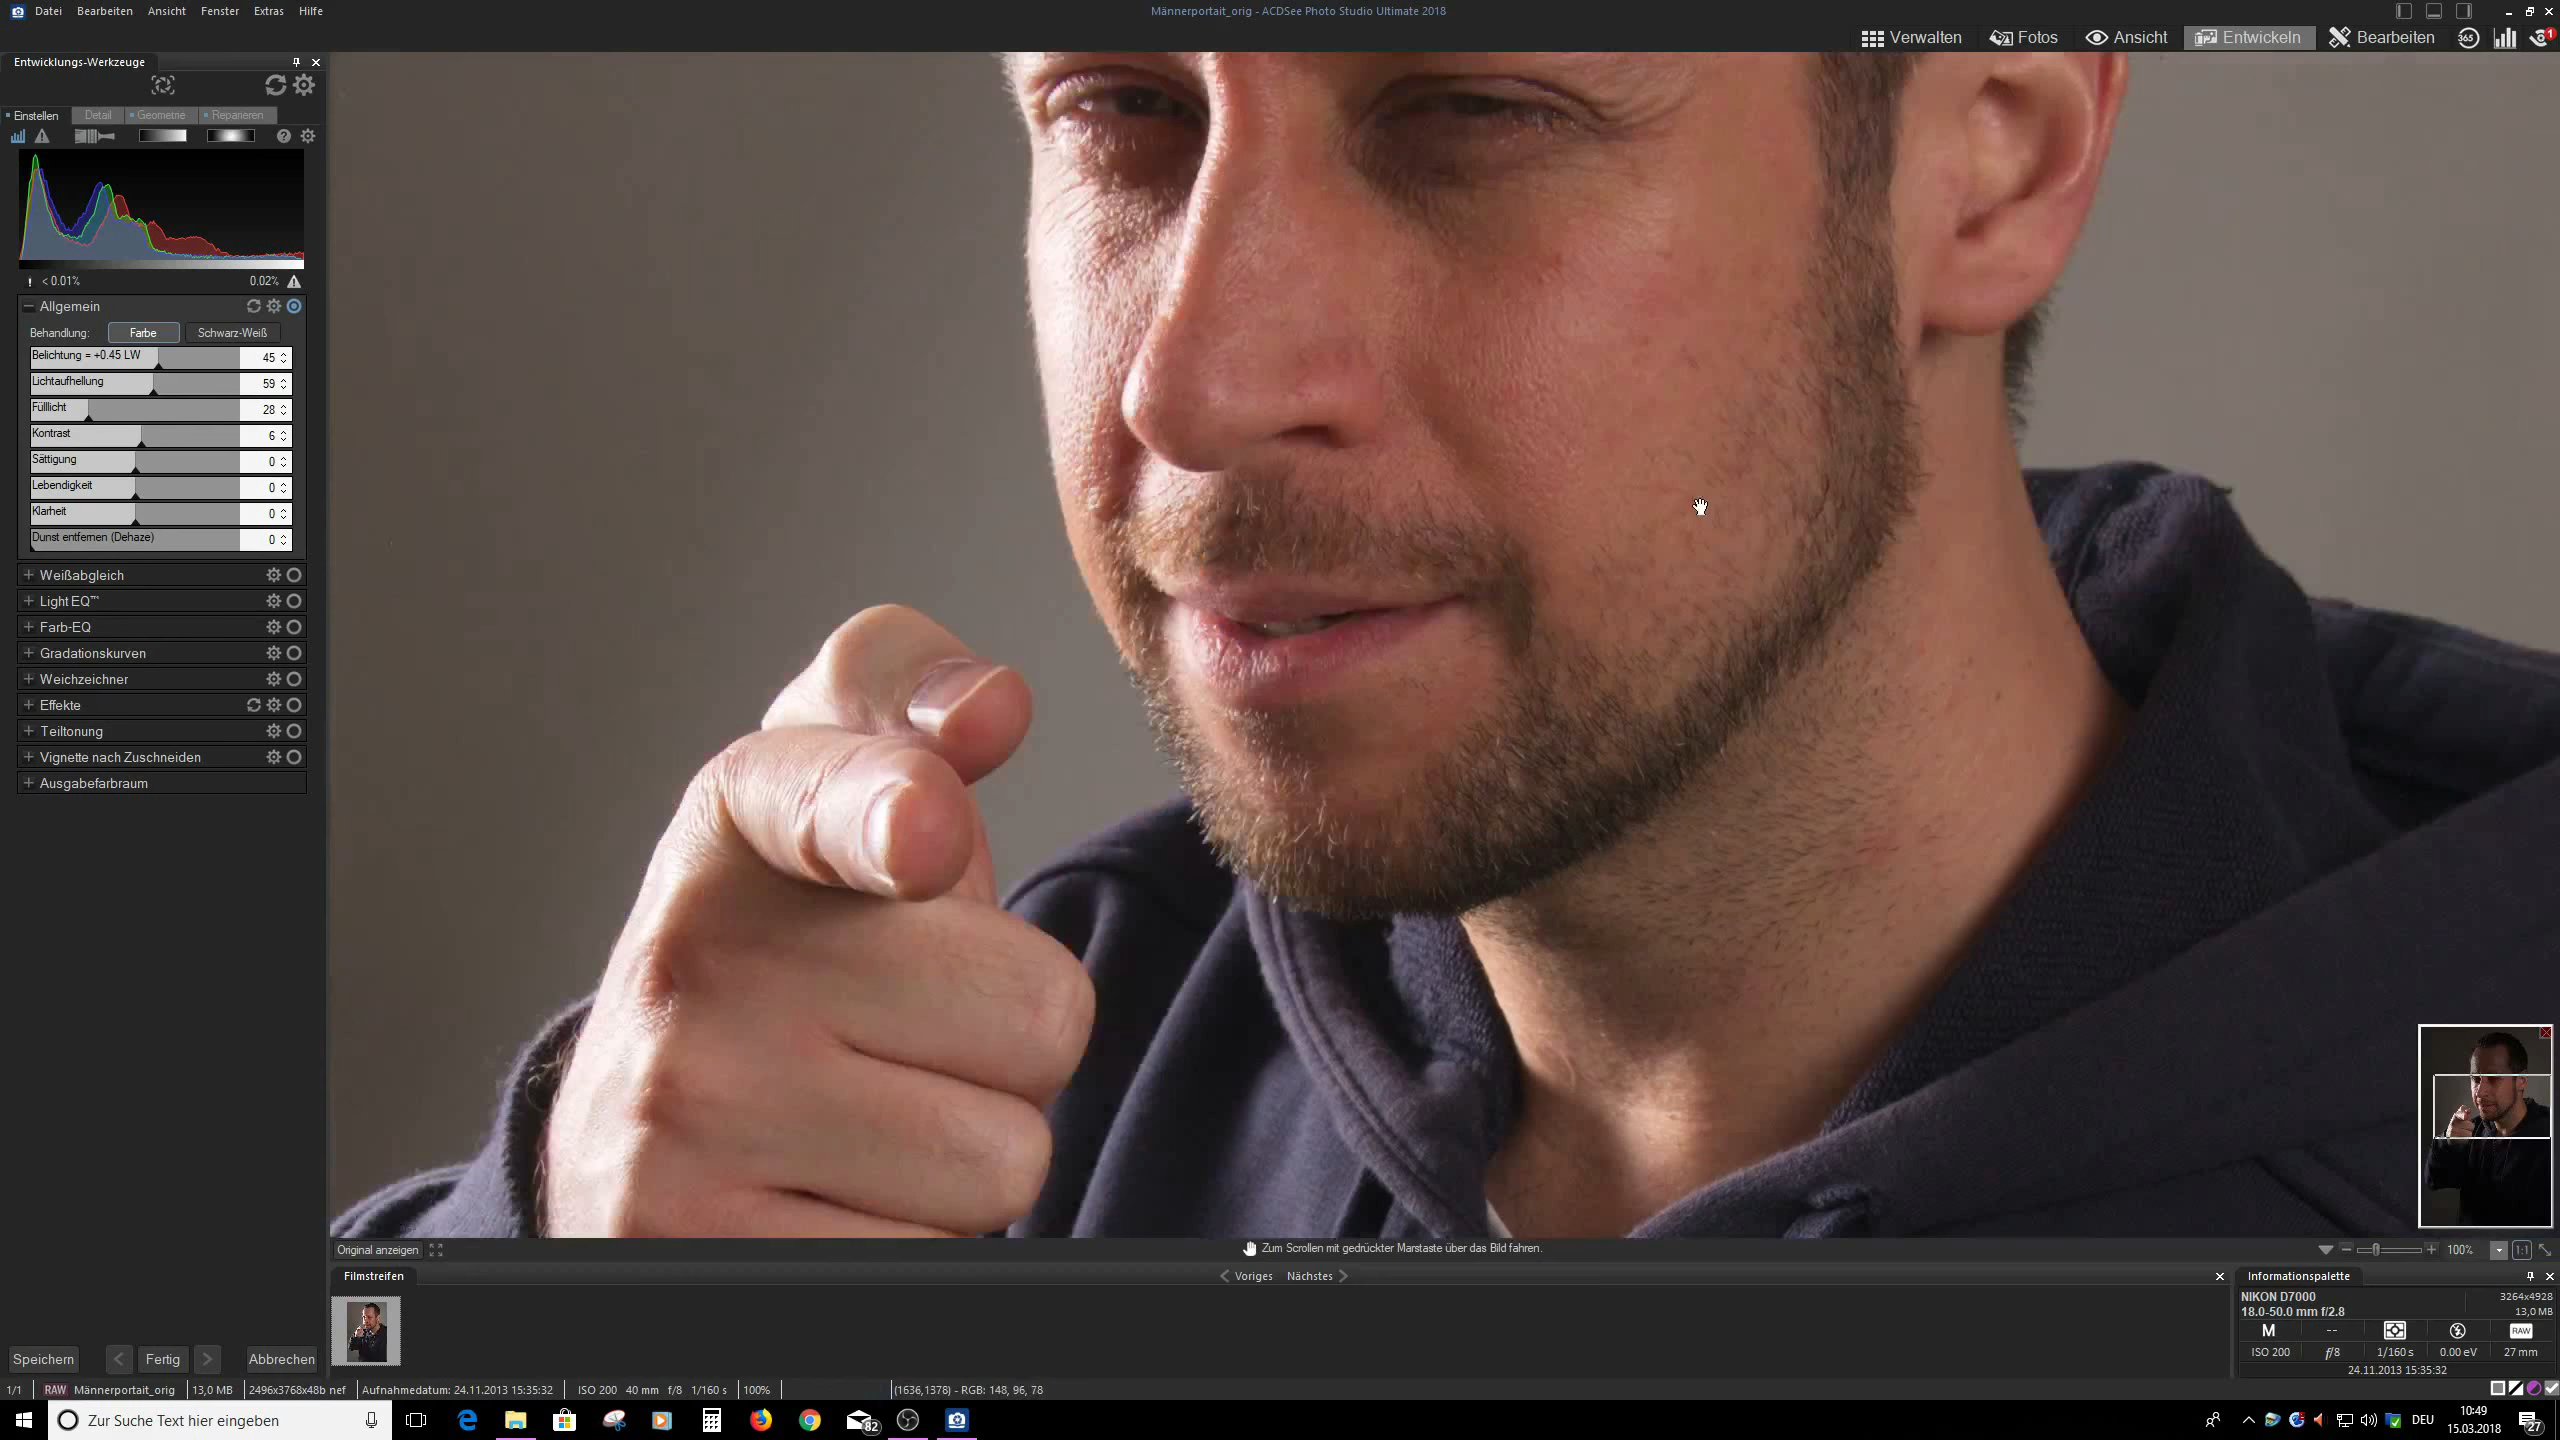 Datei Bearbeiten Ansicht Fenster Extras Hilfe
Männerportait_orig - ACDSee Photo Studio Ultimate 2018
Verwalten Fotos Ansicht Entwickeln Bearbeiten 365 1
Entwicklungs-Werkzeuge
Einstellen Detail Geometrie Reparieren
< 0.01% 0.02%
Allgemein
Behandlung: Farbe Schwarz-Weiß
Belichtung = +0.45 LW 45
Lichtaufhellung 59
Fülllicht 28
Kontrast 6
Sättigung 0
Lebendigkeit 0
Klarheit 0
Dunst entfernen (Dehaze) 0
Weißabgleich
Light EQ™
Farb-EQ
Gradationskurven
Weichzeichner
Effekte
Teiltonung
Vignette nach Zuschneiden
Ausgabefarbraum
Original anzeigen
Zum Scrollen mit gedrückter Marstaste über das Bild fahren.
100% 1:1
Filmstreifen
Voriges Nächstes
Informationspalette
NIKON D7000 3264x4928
18.0-50.0 mm f/2.8 13,0 MB
M -- RAW
ISO 200 f/8 1/160 s 0.00 eV 27 mm
24.11.2013 15:35:32
Speichern < Fertig > Abbrechen
1/1 RAW Männerportait_orig 13,0 MB 2496x3768x48b nef Aufnahmedatum: 24.11.2013 15:35:32 ISO 200 40 mm f/8 1/160 s 100% (1636,1378) - RGB: 148, 96, 78
Zur Suche Text hier eingeben
82
DEU
10:49
15.03.2018
27